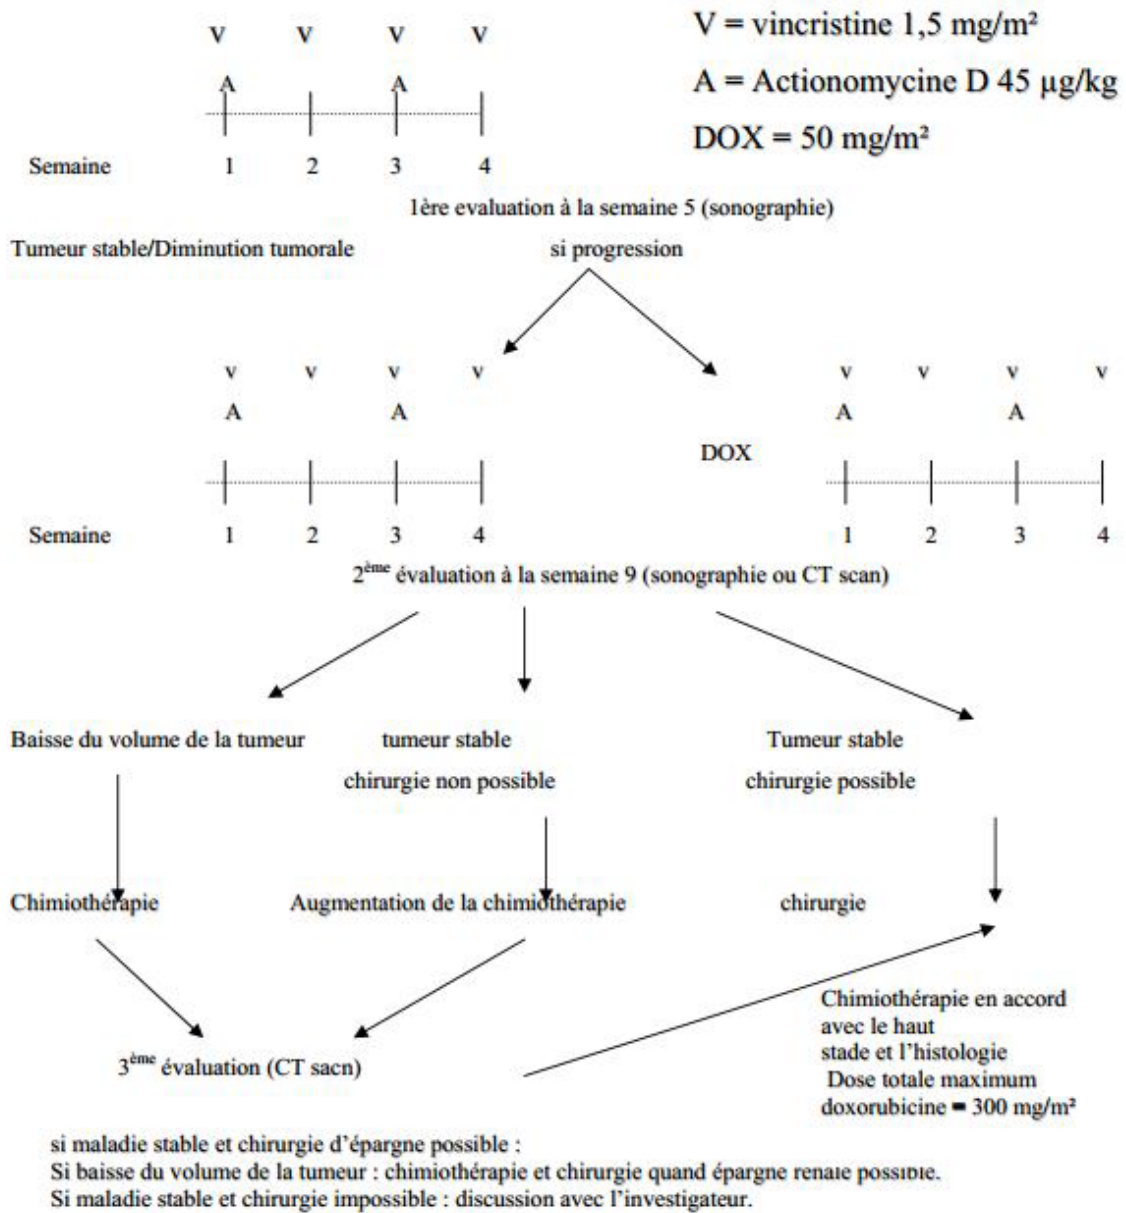 V V V V
V = vincristine 1,5 mg/m²
A A
A = Actionomycine D 45 µg/kg
DOX = 50 mg/m²
Semaine 1 2 3 4
1ère evaluation à la semaine 5 (sonographie)
Tumeur stable/Diminution tumorale si progression
v v v v v v v v
A A A A
DOX
Semaine 1 2 3 4 1 2 3 4
2ème évaluation à la semaine 9 (sonographie ou CT scan)
Baisse du volume de la tumeur tumeur stable Tumeur stable
chirurgie non possible chirurgie possible
Chimiothérapie Augmentation de la chimiothérapie chirurgie
Chimiothérapie en accord
avec le haut
stade et l'histologie
Dose totale maximum
doxorubicine = 300 mg/m²
3ème évaluation (CT sacn)
si maladie stable et chirurgie d'épargne possible :
Si baisse du volume de la tumeur : chimiothérapie et chirurgie quand épargne renale possible.
Si maladie stable et chirurgie impossible : discussion avec l'investigateur.